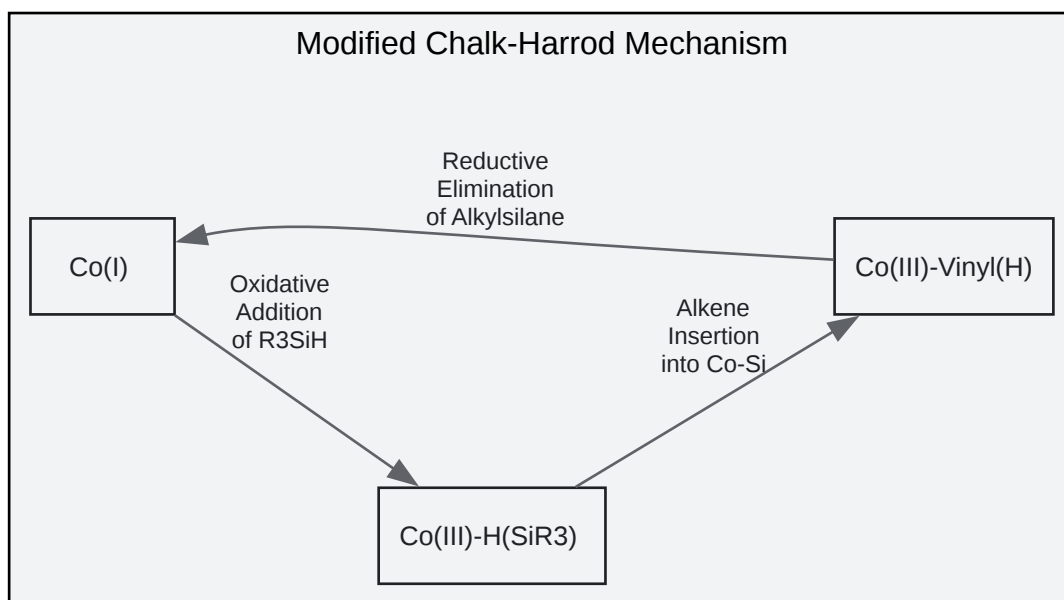 Modified Chalk-Harrod Mechanism
Reductive
Elimination
of Alkylsilane
Co(I)
Co(III)-Vinyl(H)
Oxidative
Addition
of R3SiH
Alkene
Insertion
into Co-Si
Co(III)-H(SiR3)